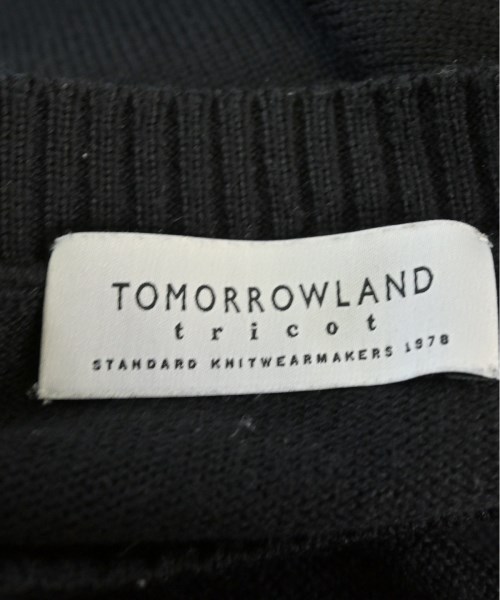 TOMORROWLAND
tricot
STANDARD KNITWEARMAKERS 1978